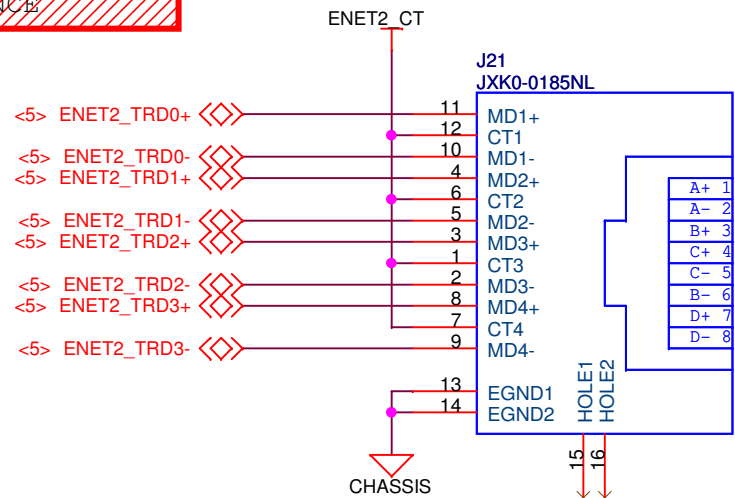 ENET2_CT
J21
JXK0-0185NL
<5> ENET2_TRD0+ 11 MD1+
12 CT1
<5> ENET2_TRD0- 10 MD1-
<5> ENET2_TRD1+ 4 MD2+
6 CT2
<5> ENET2_TRD1- 5 MD2-
<5> ENET2_TRD2+ 3 MD3+
1 CT3
<5> ENET2_TRD2- 2 MD3-
<5> ENET2_TRD3+ 8 MD4+
7 CT4
<5> ENET2_TRD3- 9 MD4-
13 EGND1
14 EGND2
A+ 1
A- 2
B+ 3
C+ 4
C- 5
B- 6
D+ 7
D- 8
HOLE1
HOLE2
15
16
CHASSIS